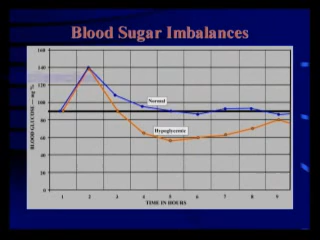 Blood Sugar Imbalances
160
140
120
100
80
60
40
20
0
BLOOD GLUCOSE — mg %
Normal
Hypoglycemic
1 2 3 4 5 6 7 8 9
TIME IN HOURS